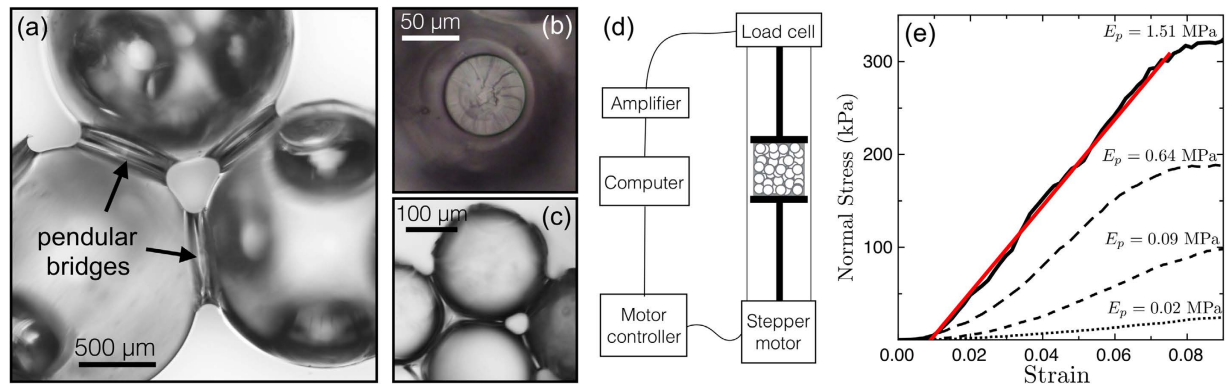 (a)
pendular
bridges
500 μm
50 μm
(b)
(c)
100 μm
(d)
Load cell
Amplifier
Computer
Motor
controller
Stepper
motor
(e)
E_p = 1.51 MPa
E_p = 0.64 MPa
E_p = 0.09 MPa
E_p = 0.02 MPa
Normal Stress (kPa)
300
200
100
0.00
0.02
0.04
0.06
0.08
Strain